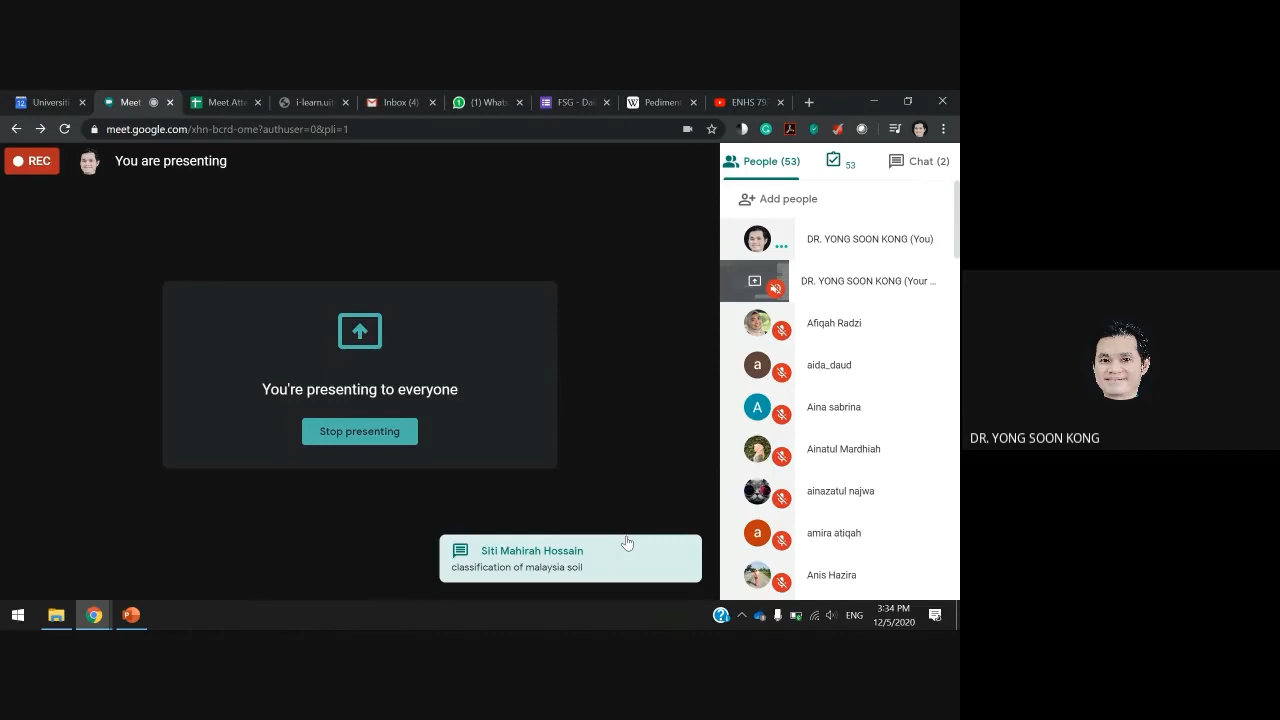 Universiti
Meet
Meet Atte
i-learn.uit
Inbox (4)
(1) Whats
FSG - Dai
Pediment
ENHS 79
meet.google.com/xhn-bcrd-ome?authuser=0&pli=1
REC
You are presenting
People (53)
53
Chat (2)
Add people
DR. YONG SOON KONG (You)
DR. YONG SOON KONG (Your ...
Afiqah Radzi
a
aida_daud
A
Aina sabrina
Ainatul Mardhiah
ainazatul najwa
a
amira atiqah
Anis Hazira
You're presenting to everyone
Stop presenting
Siti Mahirah Hossain
classification of malaysia soil
ENG
3:34 PM
12/5/2020
DR. YONG SOON KONG